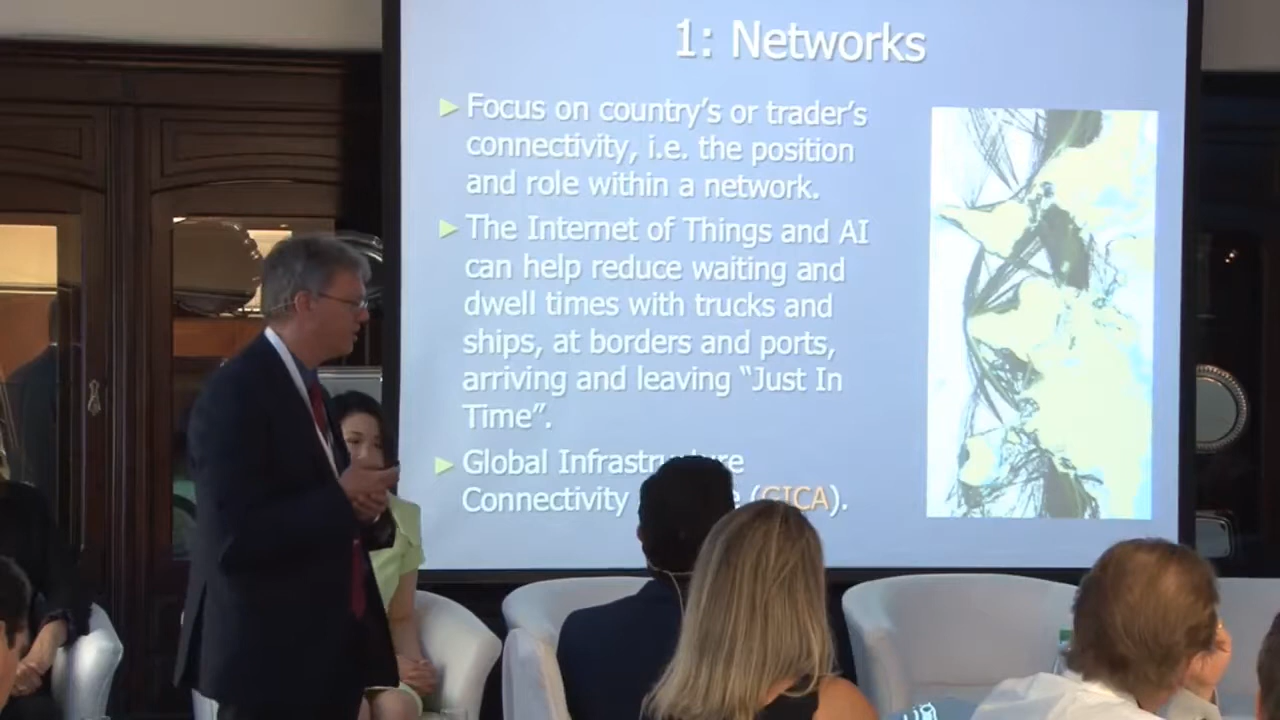 1: Networks
Focus on country's or trader's
connectivity, i.e. the position
and role within a network.
The Internet of Things and AI
can help reduce waiting and
dwell times with trucks and
ships, at borders and ports,
arriving and leaving "Just In
Time".
Global Infrastructure
Connectivity (GICA).